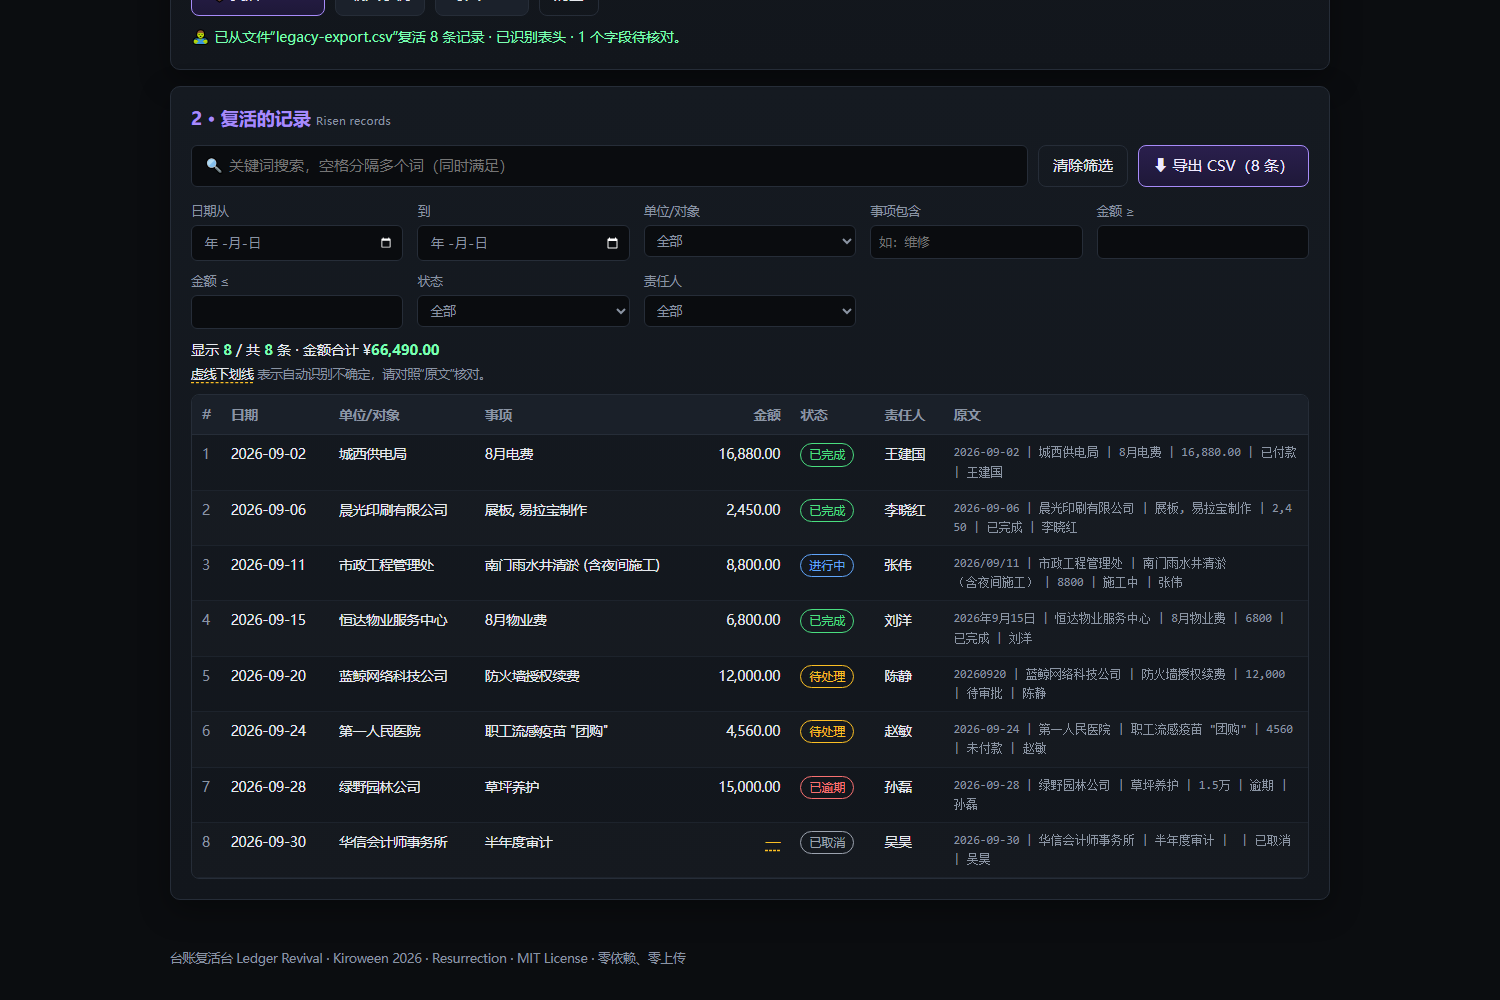 已从文件"legacy-export.csv"复活 8 条记录 · 已识别表头 · 1 个字段待核对。
2 · 复活的记录 Risen records
关键词搜索，空格分隔多个词（同时满足）
清除筛选
导出 CSV（8 条）
日期从
到
单位/对象
事项包含
金额 ≥
年 -月-日
年 -月-日
全部
如：维修
金额 ≤
状态
责任人
全部
全部
显示 8 / 共 8 条 · 金额合计 ¥66,490.00
虚线下划线 表示自动识别不确定，请对照"原文"核对。
# 日期 单位/对象 事项 金额 状态 责任人 原文
1 2026-09-02 城西供电局 8月电费 16,880.00 已完成 王建国 2026-09-02 | 城西供电局 | 8月电费 | 16,880.00 | 已付款
| 王建国
2 2026-09-06 晨光印刷有限公司 展板, 易拉宝制作 2,450.00 已完成 李晓红 2026-09-06 | 晨光印刷有限公司 | 展板, 易拉宝制作 | 2,4
50 | 已完成 | 李晓红
3 2026-09-11 市政工程管理处 南门雨水井清淤 (含夜间施工) 8,800.00 进行中 张伟 2026/09/11 | 市政工程管理处 | 南门雨水井清淤
（含夜间施工） | 8800 | 施工中 | 张伟
4 2026-09-15 恒达物业服务中心 8月物业费 6,800.00 已完成 刘洋 2026年9月15日 | 恒达物业服务中心 | 8月物业费 | 6800 |
已完成 | 刘洋
5 2026-09-20 蓝鲸网络科技公司 防火墙授权续费 12,000.00 待处理 陈静 20260920 | 蓝鲸网络科技公司 | 防火墙授权续费 | 12,000
| 待审批 | 陈静
6 2026-09-24 第一人民医院 职工流感疫苗 "团购" 4,560.00 待处理 赵敏 2026-09-24 | 第一人民医院 | 职工流感疫苗 "团购" | 4560
| 未付款 | 赵敏
7 2026-09-28 绿野园林公司 草坪养护 15,000.00 已逾期 孙磊 2026-09-28 | 绿野园林公司 | 草坪养护 | 1.5万 | 逾期 |
孙磊
8 2026-09-30 华信会计师事务所 半年度审计 — 已取消 吴昊 2026-09-30 | 华信会计师事务所 | 半年度审计 | | 已取消
| 吴昊
台账复活台 Ledger Revival · Kiroween 2026 · Resurrection · MIT License · 零依赖、零上传